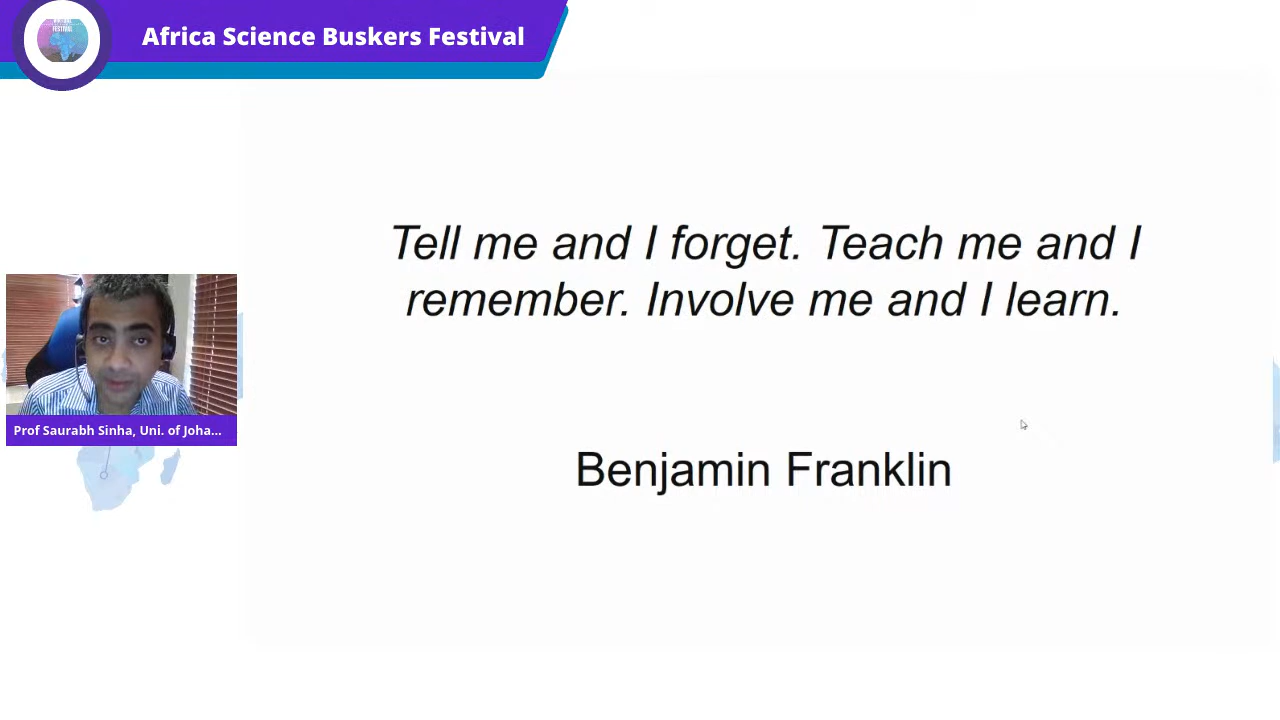 Africa Science Buskers Festival
FESTIVAL
Tell me and I forget. Teach me and I
remember. Involve me and I learn.
Benjamin Franklin
Prof Saurabh Sinha, Uni. of Joha...